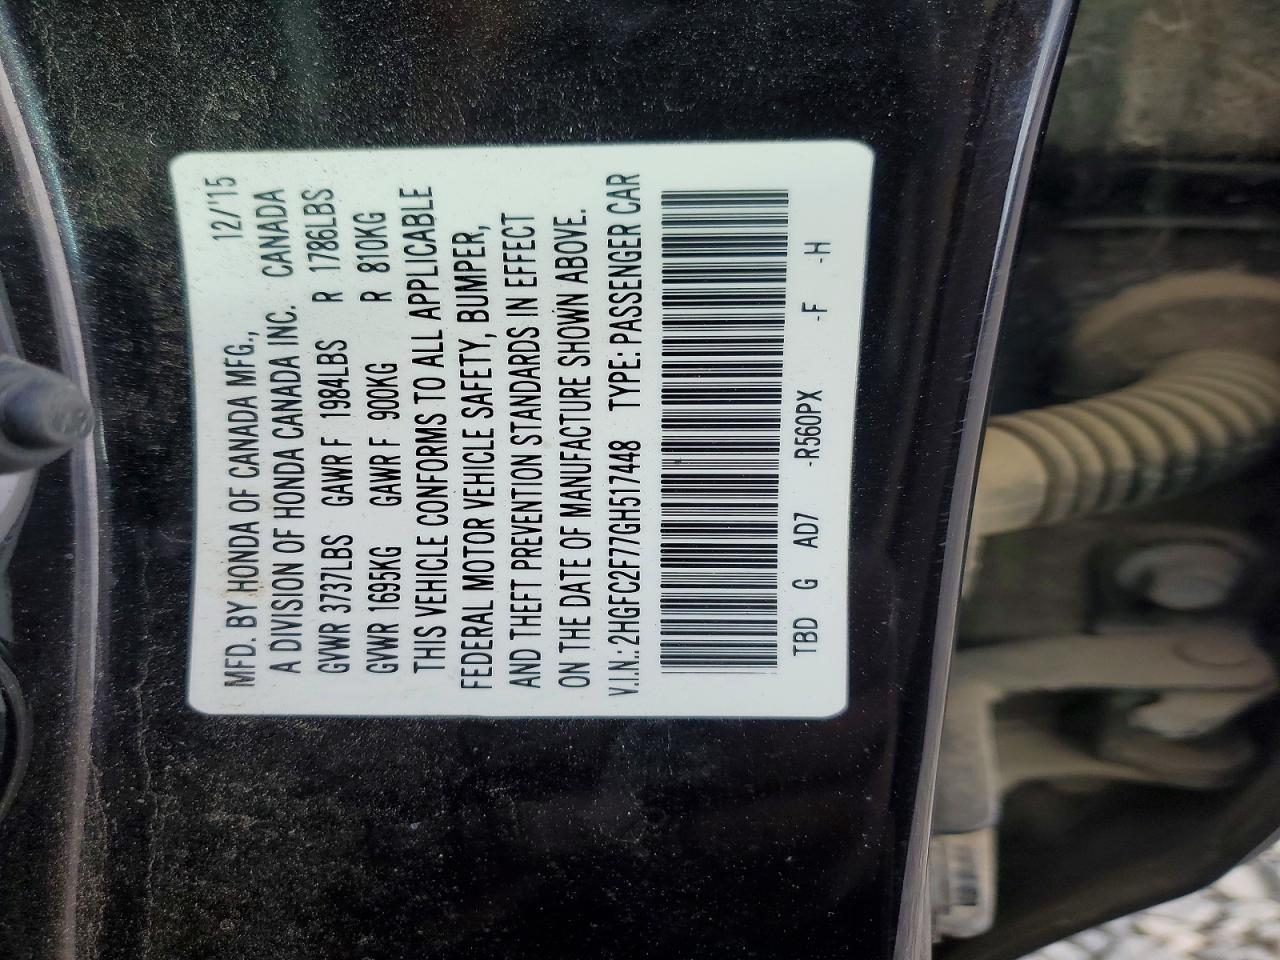 MFD. BY HONDA OF CANADA MFG., 12/'15
A DIVISION OF HONDA CANADA INC. CANADA
GVWR 3737LBS GAWR F 1984LBS R 1786LBS
GVWR 1695KG GAWR F 900KG R 810KG
THIS VEHICLE CONFORMS TO ALL APPLICABLE
FEDERAL MOTOR VEHICLE SAFETY, BUMPER,
AND THEFT PREVENTION STANDARDS IN EFFECT
ON THE DATE OF MANUFACTURE SHOWN ABOVE.
V.I.N.: 2HGFC2F77GH517448 TYPE: PASSENGER CAR
TBD G AD7 -R560PX -F -H